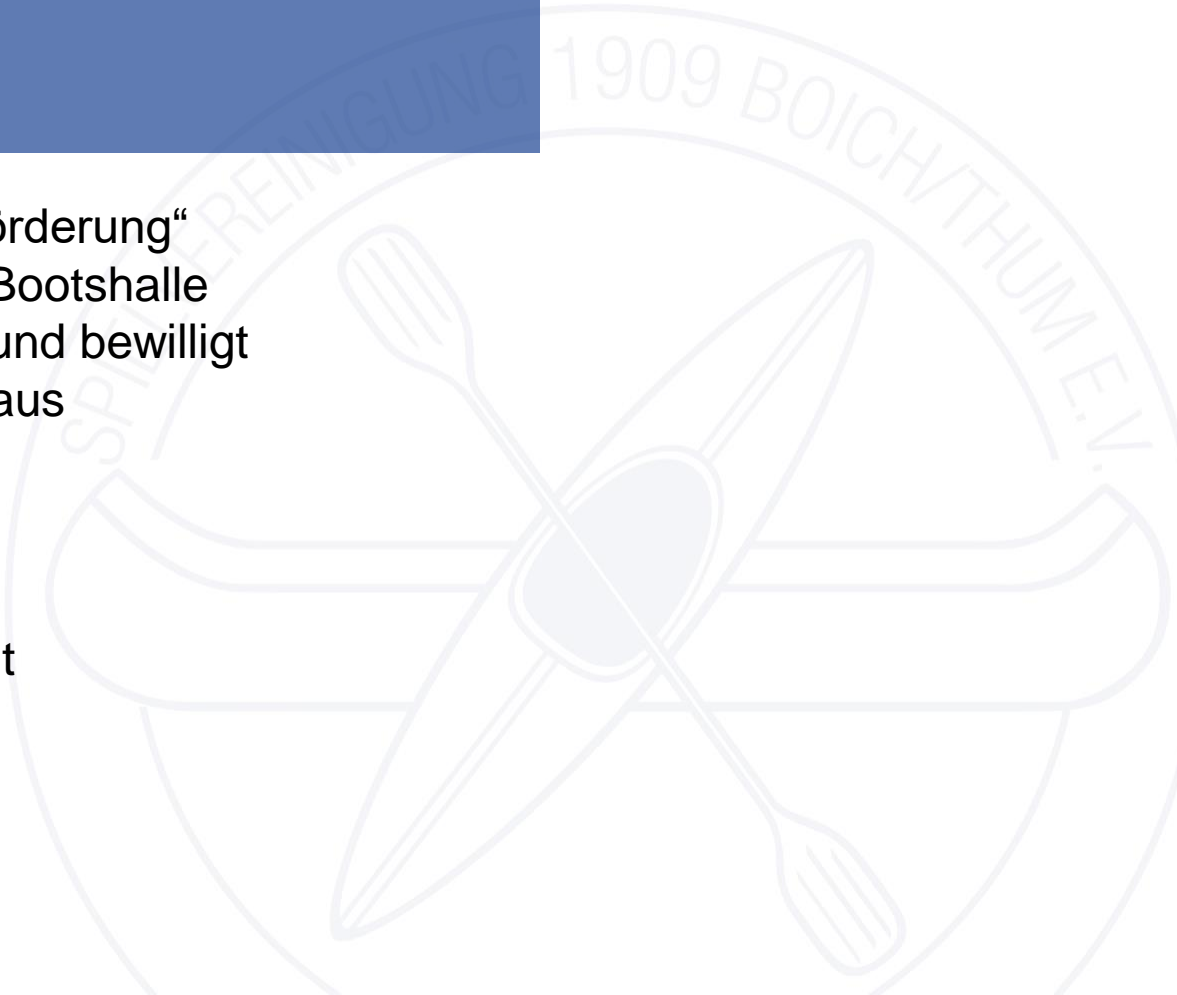 SPIELVEREINIGUNG 1909 BOICH/THUM E.V.
örderung“
Bootshalle
und bewilligt
aus
t